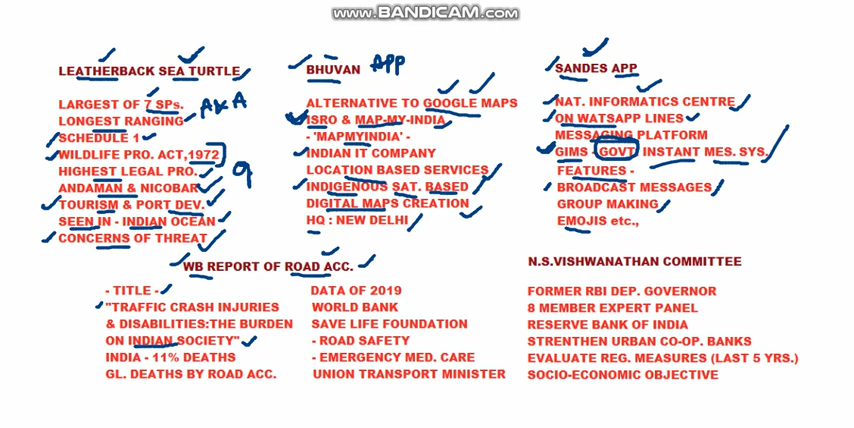 www.BANDICAM.com
LEATHERBACK SEA TURTLE
LARGEST OF 7 SPs.
LONGEST RANGING
A&A
SCHEDULE 1
WILDLIFE PRO. ACT,1972
HIGHEST LEGAL PRO.
9
ANDAMAN & NICOBAR
TOURISM & PORT DEV.
SEEN IN - INDIAN OCEAN
CONCERNS OF THREAT
BHUVAN APP
ALTERNATIVE TO GOOGLE MAPS
ISRO & MAP-MY-INDIA
- 'MAPMYINDIA' -
INDIAN IT COMPANY
LOCATION BASED SERVICES
INDIGENOUS SAT. BASED
DIGITAL MAPS CREATION
HQ : NEW DELHI
SANDES APP
NAT. INFORMATICS CENTRE
ON WATSAPP LINES
MESSAGING PLATFORM
GIMS - GOVT. INSTANT MES. SYS.
FEATURES -
BROADCAST MESSAGES
GROUP MAKING
EMOJIS etc.,
WB REPORT OF ROAD ACC.
- TITLE -
"TRAFFIC CRASH INJURIES
& DISABILITIES:THE BURDEN
ON INDIAN SOCIETY"
INDIA - 11% DEATHS
GL. DEATHS BY ROAD ACC.
DATA OF 2019
WORLD BANK
SAVE LIFE FOUNDATION
- ROAD SAFETY
- EMERGENCY MED. CARE
UNION TRANSPORT MINISTER
N.S.VISHWANATHAN COMMITTEE
FORMER RBI DEP. GOVERNOR
8 MEMBER EXPERT PANEL
RESERVE BANK OF INDIA
STRENTHEN URBAN CO-OP. BANKS
EVALUATE REG. MEASURES (LAST 5 YRS.)
SOCIO-ECONOMIC OBJECTIVE